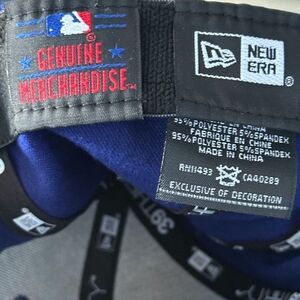 GENUINE
MERCHANDISE
NEW
ERA
95%POLYESTER 5%SPANDEX
FABRIQUE EN CHINE
95%POLYESTER 5%SPANDEX
MADE IN CHINA
RN11493 CA40289
EXCLUSIVE OF DECORATION
39TH